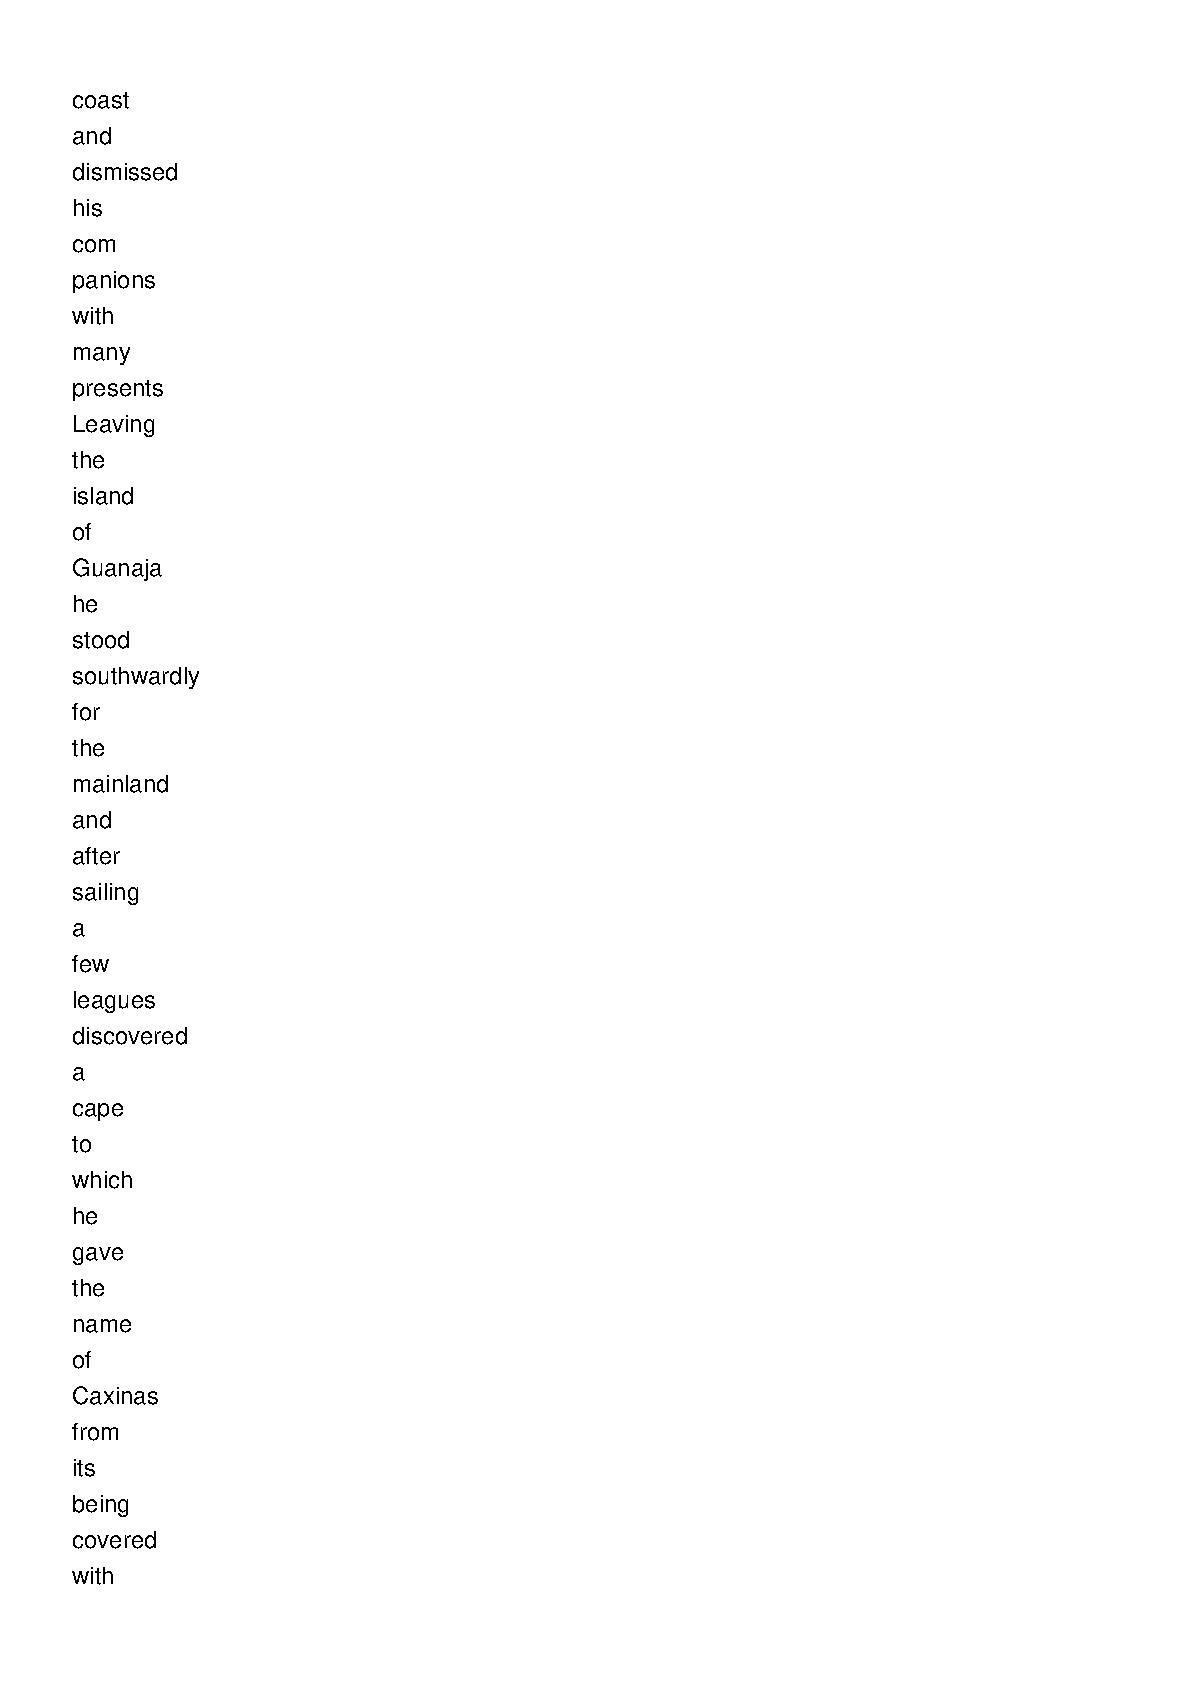 coast
and
dismissed
his
com
panions
with
many
presents
Leaving
the
island
of
Guanaja
he
stood
southwardly
for
the
mainland
and
after
sailing
a
few
leagues
discovered
a
cape
to
which
he
gave
the
name
of
Caxinas
from
its
being
covered
with